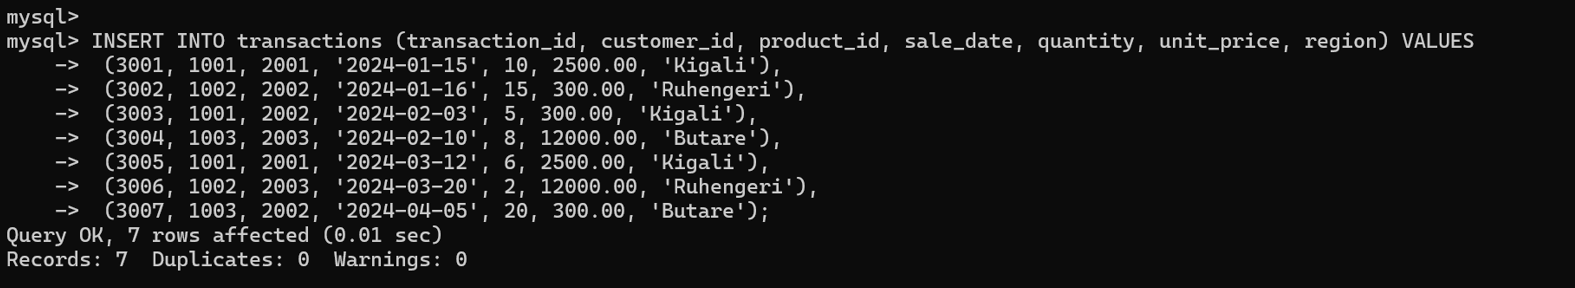 mysql>
mysql> INSERT INTO transactions (transaction_id, customer_id, product_id, sale_date, quantity, unit_price, region) VALUES
    ->  (3001, 1001, 2001, '2024-01-15', 10, 2500.00, 'Kigali'),
    ->  (3002, 1002, 2002, '2024-01-16', 15, 300.00, 'Ruhengeri'),
    ->  (3003, 1001, 2002, '2024-02-03', 5, 300.00, 'Kigali'),
    ->  (3004, 1003, 2003, '2024-02-10', 8, 12000.00, 'Butare'),
    ->  (3005, 1001, 2001, '2024-03-12', 6, 2500.00, 'Kigali'),
    ->  (3006, 1002, 2003, '2024-03-20', 2, 12000.00, 'Ruhengeri'),
    ->  (3007, 1003, 2002, '2024-04-05', 20, 300.00, 'Butare');
Query OK, 7 rows affected (0.01 sec)
Records: 7  Duplicates: 0  Warnings: 0